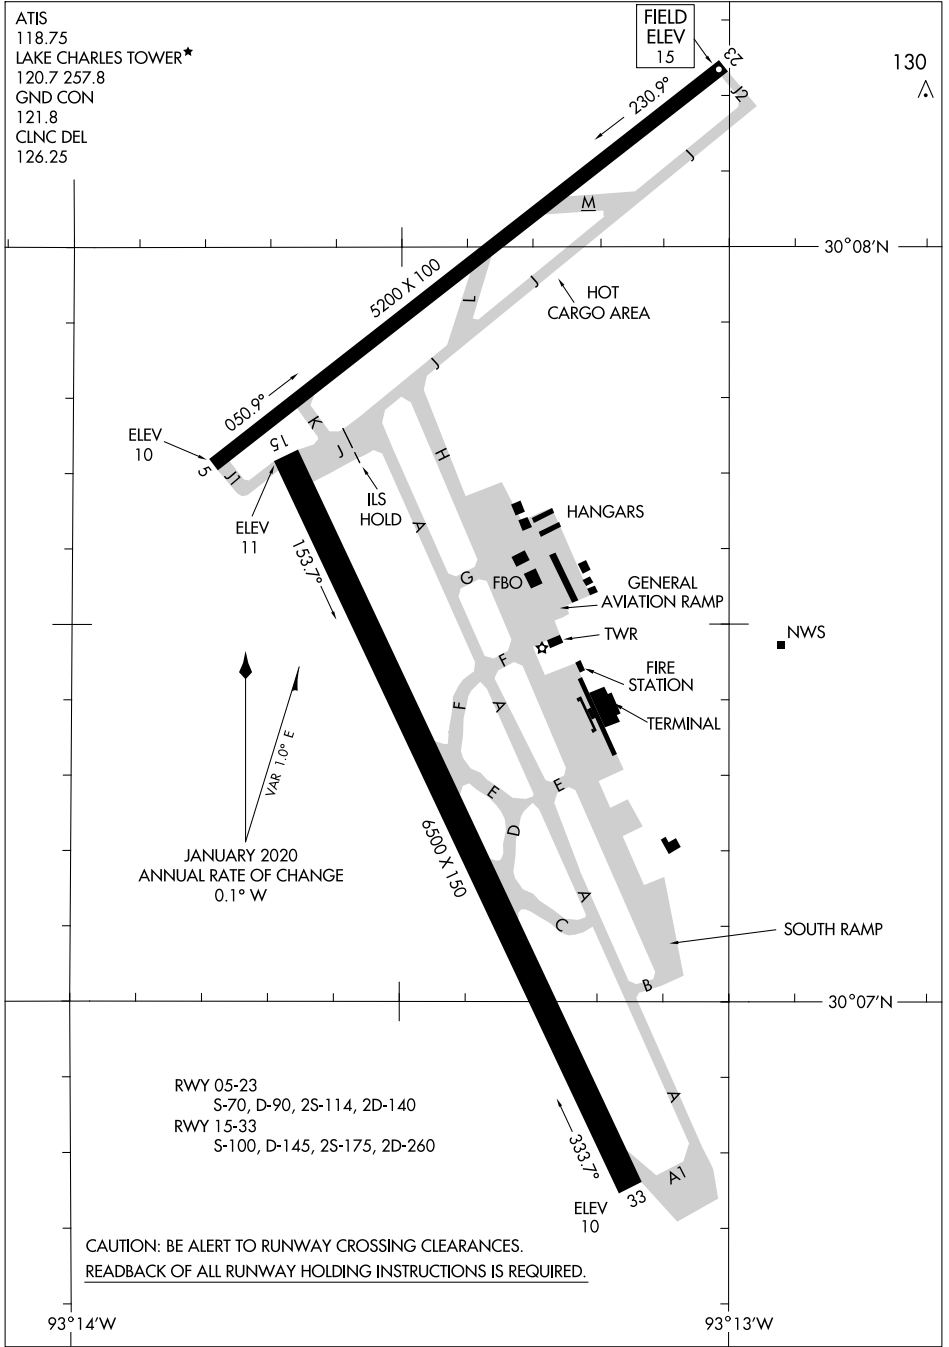 ATIS
118.75
LAKE CHARLES TOWER★
120.7 257.8
GND CON
121.8
CLNC DEL
126.25
FIELD
ELEV
15
23
130
J2
230.9°
J
M
30°08'N
5200 X 100
L
J
HOT
CARGO AREA
J
050.9°
K
ELEV
10
5
J1
15
J
H
ELEV
11
ILS
HOLD
A
HANGARS
153.7°
G
FBO
GENERAL
AVIATION RAMP
TWR
NWS
F
FIRE
STATION
F
A
TERMINAL
VAR 1.0° E
E
E
D
6500 X 150
JANUARY 2020
ANNUAL RATE OF CHANGE
0.1° W
A
C
SOUTH RAMP
B
30°07'N
RWY 05-23
S-70, D-90, 2S-114, 2D-140
RWY 15-33
S-100, D-145, 2S-175, 2D-260
A
333.7°
A1
33
ELEV
10
CAUTION: BE ALERT TO RUNWAY CROSSING CLEARANCES.
READBACK OF ALL RUNWAY HOLDING INSTRUCTIONS IS REQUIRED.
93°14'W
93°13'W